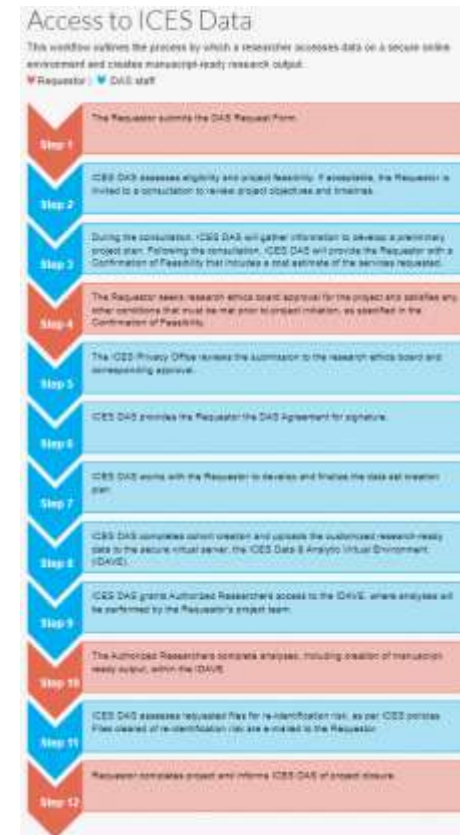 Access to ICES Data
This workflow outlines the process by which a researcher accesses data on a secure online
environment and creates manuscript-ready research output.
Requestor | DAS staff
Step 1
The Requestor submits the DAS Request Form.
Step 2
ICES DAS assesses eligibility and project feasibility. If acceptable, the Requestor is
invited to a consultation to review project objectives and timelines.
Step 3
During the consultation, ICES DAS will gather information to develop a preliminary
project plan. Following the consultation, ICES DAS will provide the Requestor with a
Confirmation of Feasibility that includes a cost estimate of the services requested.
Step 4
The Requestor seeks research ethics board approval for the project and satisfies any
other conditions that must be met prior to project initiation, as specified in the
Confirmation of Feasibility.
Step 5
The ICES Privacy Office reviews the submission to the research ethics board and
corresponding approval.
Step 6
ICES DAS provides the Requestor the DAS Agreement for signature.
Step 7
ICES DAS works with the Requestor to develop and finalize the data set creation
plan.
Step 8
ICES DAS completes cohort creation and uploads the customized research-ready
data to the secure virtual server, the ICES Data & Analytic Virtual Environment
(IDAVE).
Step 9
ICES DAS grants Authorized Researchers access to the IDAVE, where analyses will
be performed by the Requestor's project team.
Step 10
The Authorized Researchers complete analyses, including creation of manuscript-
ready output, within the IDAVE.
Step 11
ICES DAS assesses requested files for re-identification risk, as per ICES policies.
Files cleared of re-identification risk are e-mailed to the Requestor.
Step 12
Requestor completes project and informs ICES DAS of project closure.